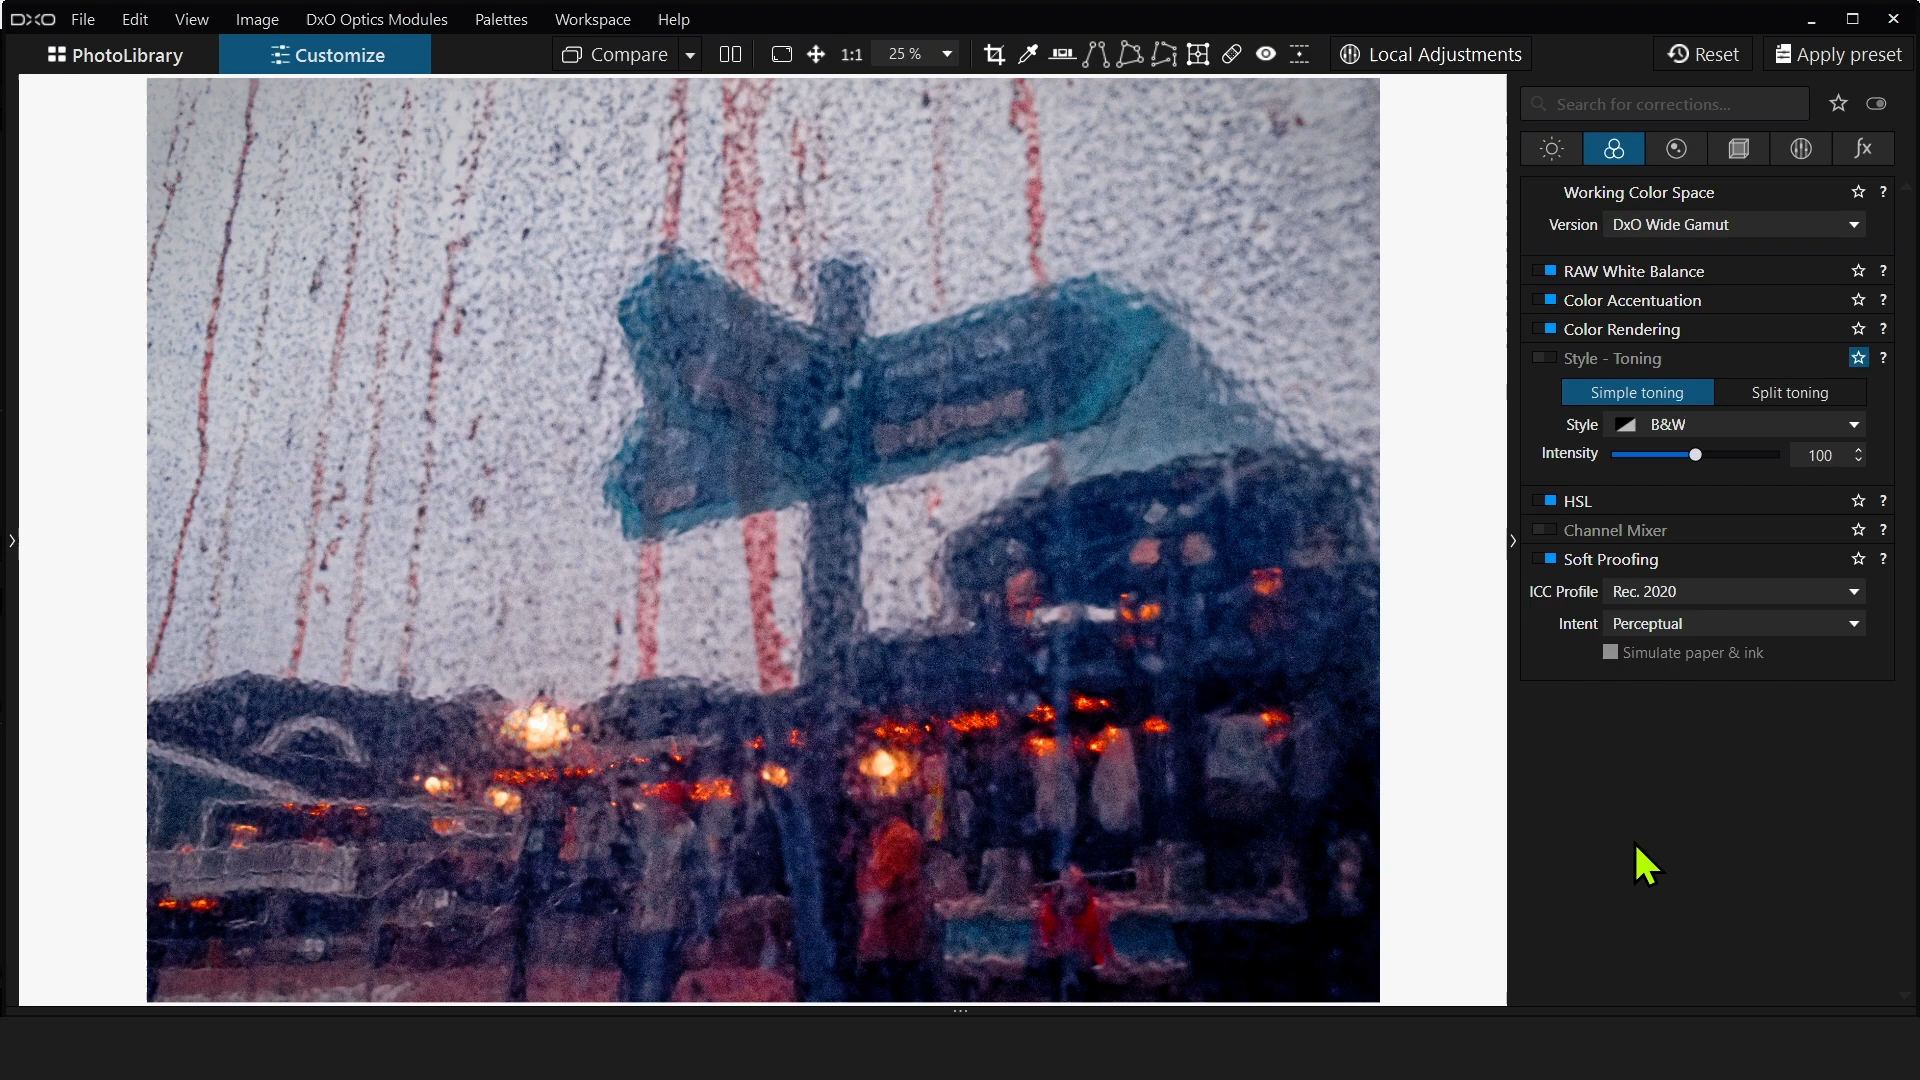 DXO File Edit View Image DxO Optics Modules Palettes Workspace Help
PhotoLibrary Customize Compare 1:1 25 % Local Adjustments Reset Apply preset
Search for corrections...
fx
Working Color Space ?
Version DxO Wide Gamut
RAW White Balance ?
Color Accentuation ?
Color Rendering ?
Style - Toning ?
Simple toning Split toning
Style B&W
Intensity 100
HSL ?
Channel Mixer ?
Soft Proofing ?
ICC Profile Rec. 2020
Intent Perceptual
Simulate paper & ink